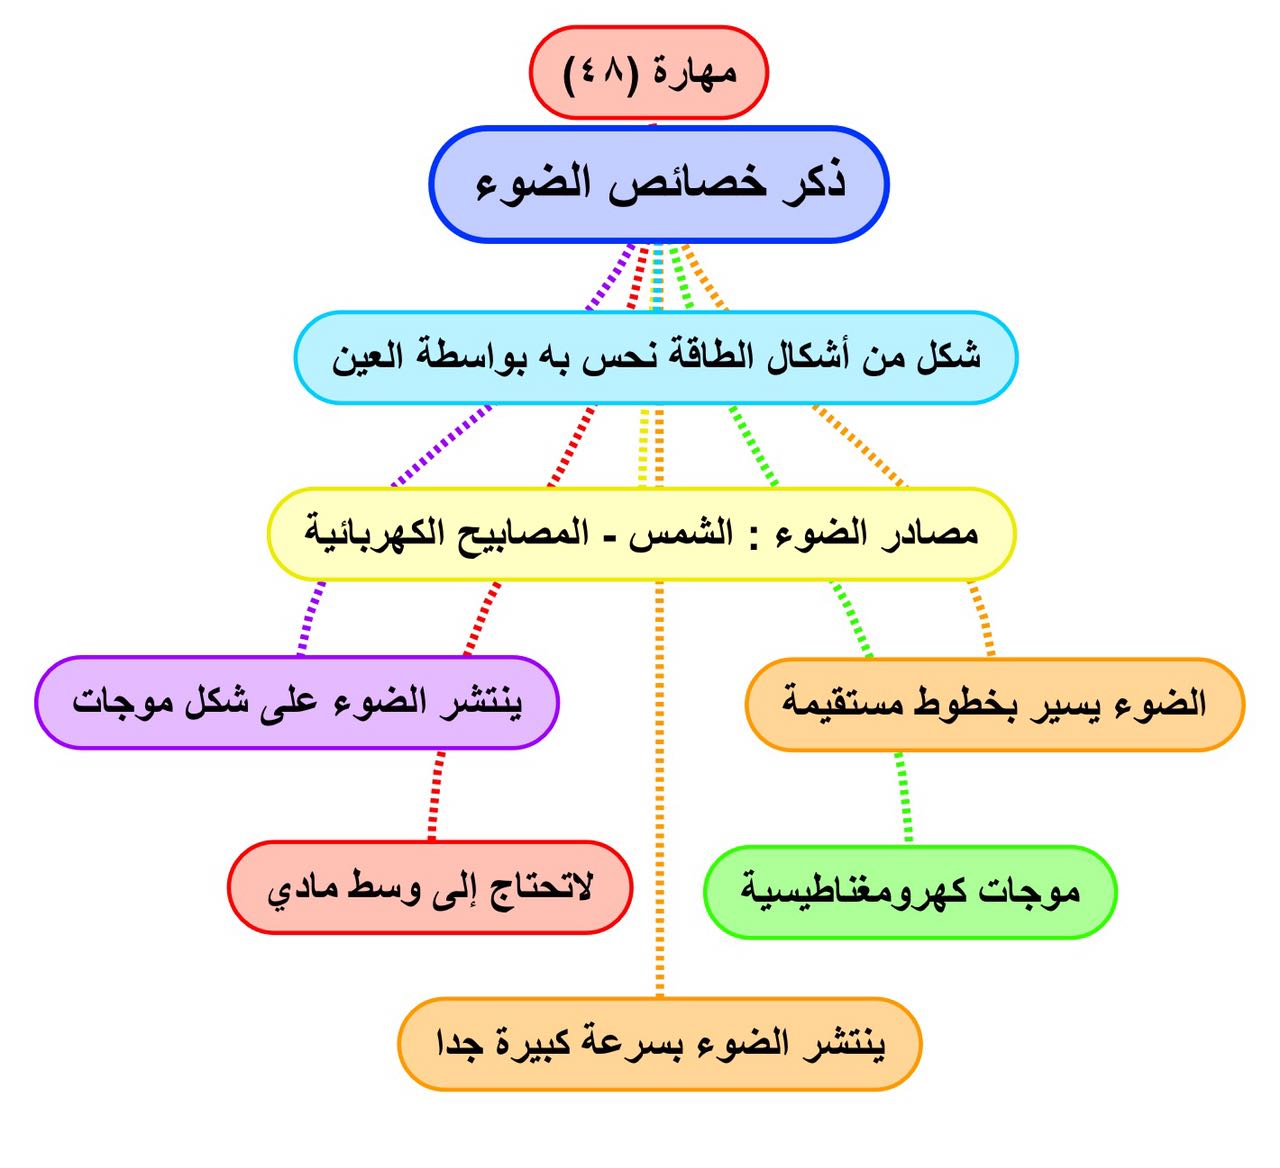 مهارة (٤٨)
ذكر خصائص الضوء
شكل من أشكال الطاقة نحس به بواسطة العين
مصادر الضوء : الشمس - المصابيح الكهربائية
الضوء يسير بخطوط مستقيمة
ينتشر الضوء على شكل موجات
موجات كهرومغناطيسية
لاتحتاج إلى وسط مادي
ينتشر الضوء بسرعة كبيرة جدا